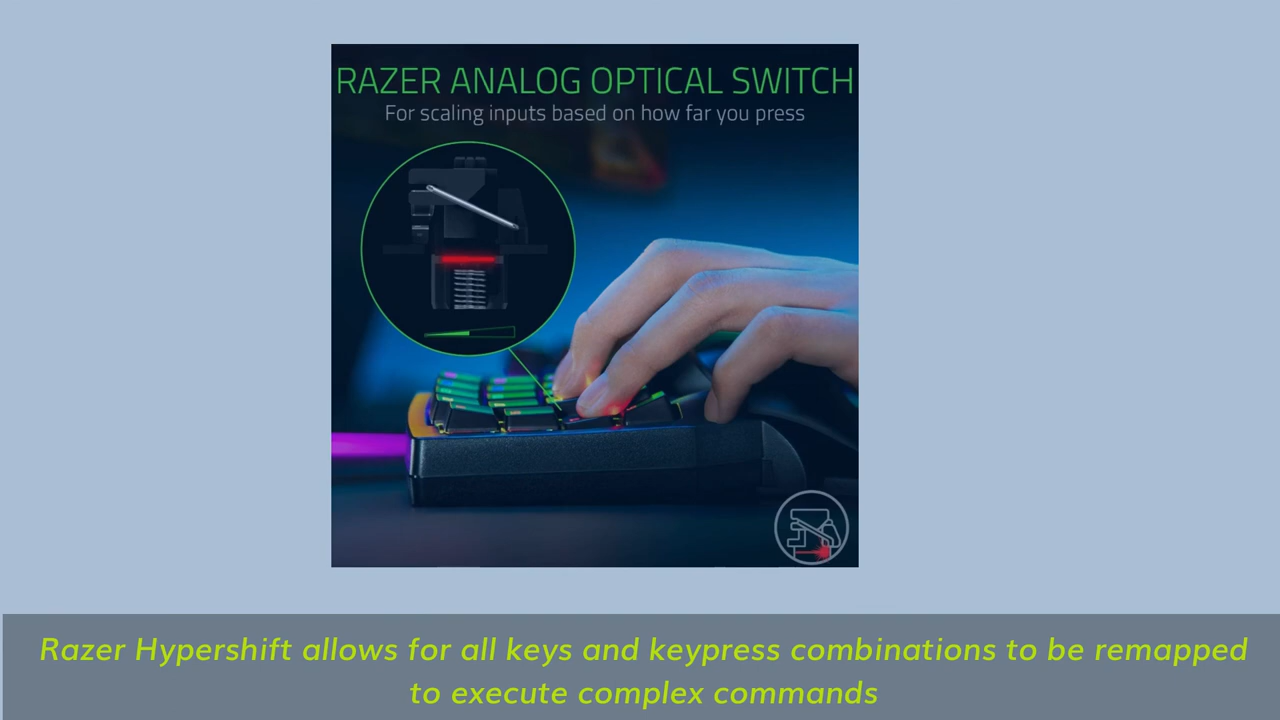 RAZER ANALOG OPTICAL SWITCH
For scaling inputs based on how far you press
Razer Hypershift allows for all keys and keypress combinations to be remapped
to execute complex commands